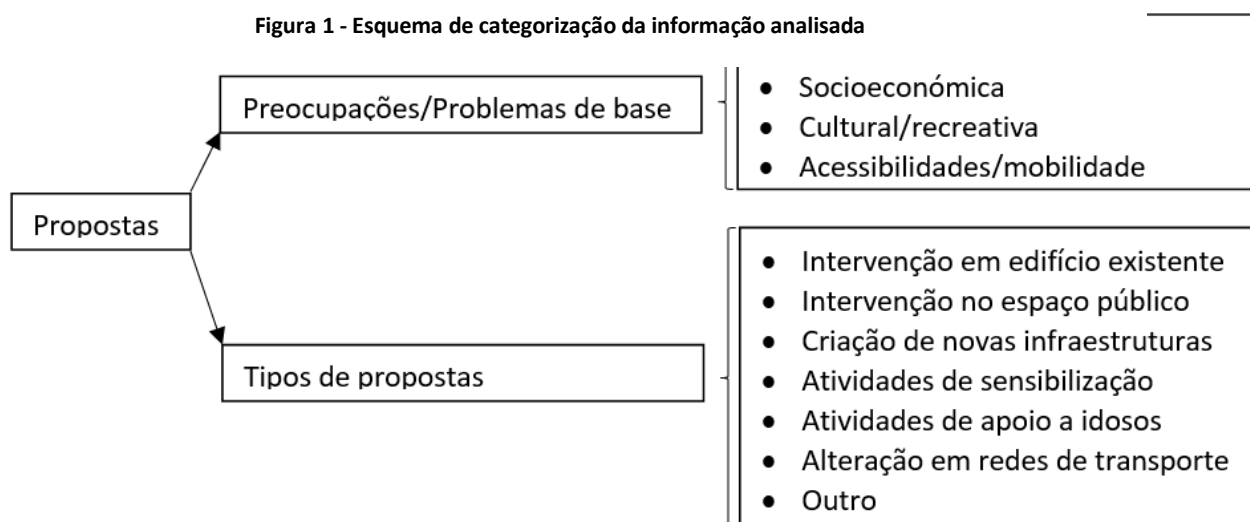 Figura 1 - Esquema de categorização da informação analisada
Preocupações/Problemas de base
• Socioeconómica
• Cultural/recreativa
• Acessibilidades/mobilidade
Propostas
Tipos de propostas
• Intervenção em edifício existente
• Intervenção no espaço público
• Criação de novas infraestruturas
• Atividades de sensibilização
• Atividades de apoio a idosos
• Alteração em redes de transporte
• Outro